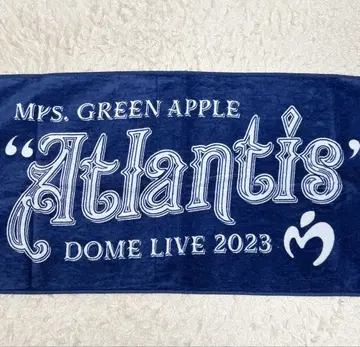 MRS. GREEN APPLE
“Atlantis”
DOME LIVE 2023